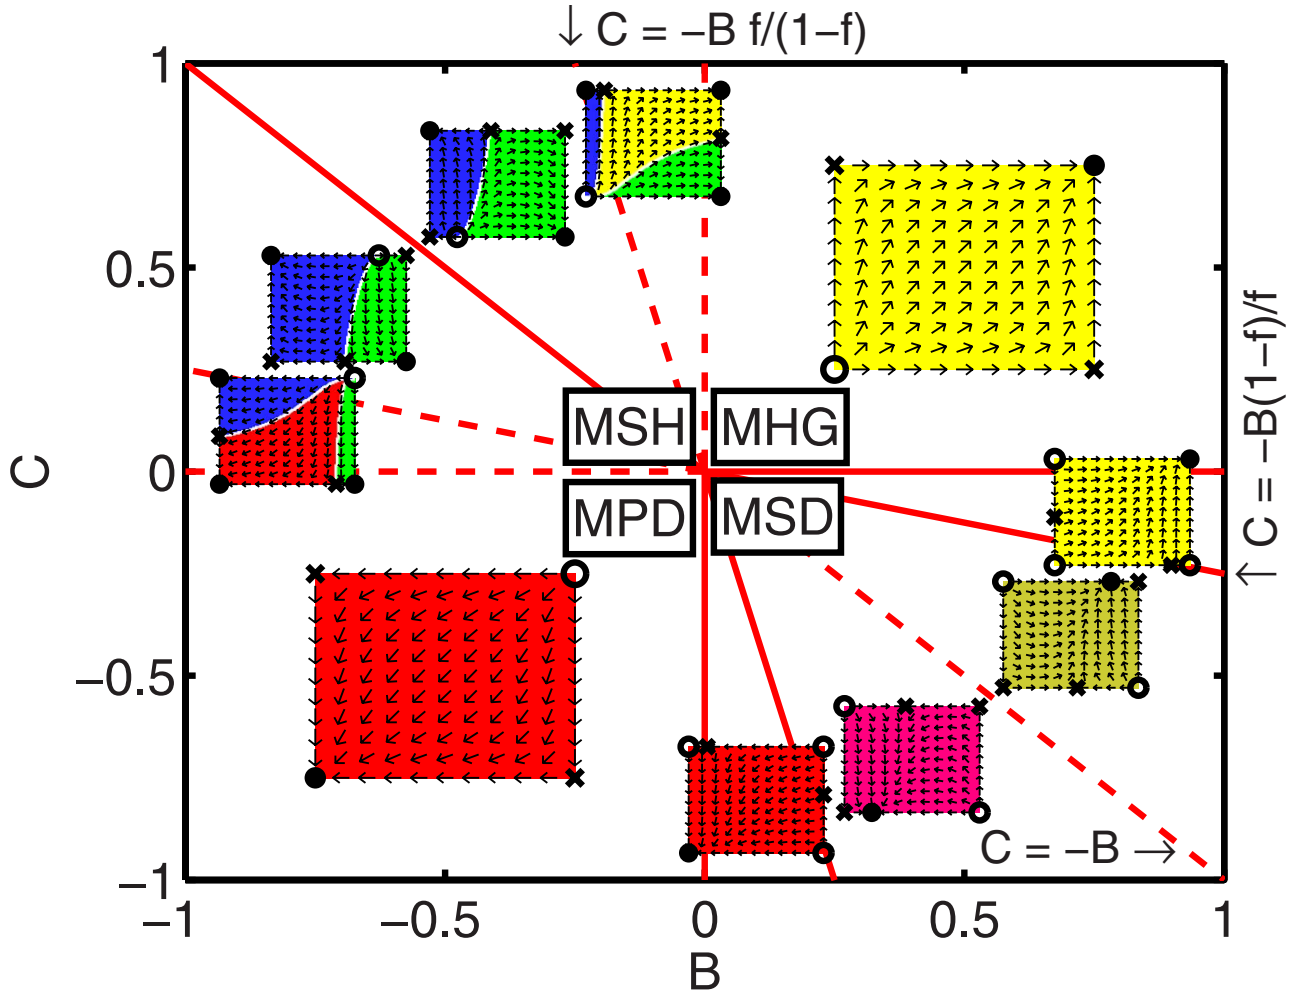 ↓ C = −B f/(1−f)
1
0.5
0
−0.5
−1
C
MSH
MHG
MPD
MSD
C = −B →
↑ C = −B(1−f)/f
−1
−0.5
0
0.5
1
B